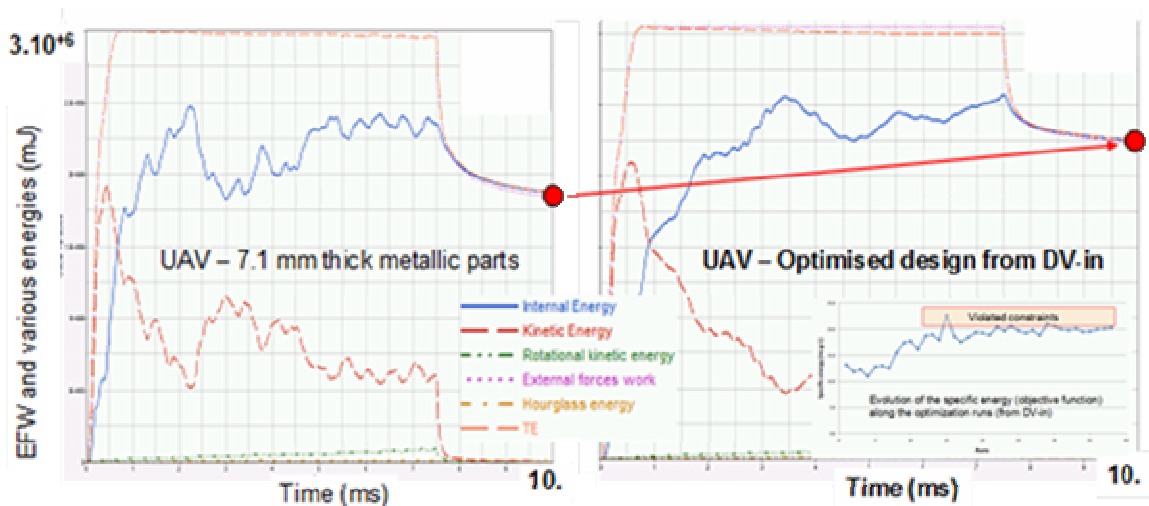 3.10⁺⁶
EFW and various energies (mJ)
UAV – 7.1 mm thick metallic parts
UAV – Optimised design from DV-in
Internal Energy
Kinetic Energy
Rotational kinetic energy
External forces work
Hourglass energy
TE
Violated constraints
Evolution of the specific energy (objective function)
along the optimization runs (from DV-in)
Time (ms)
10.
Time (ms)
10.